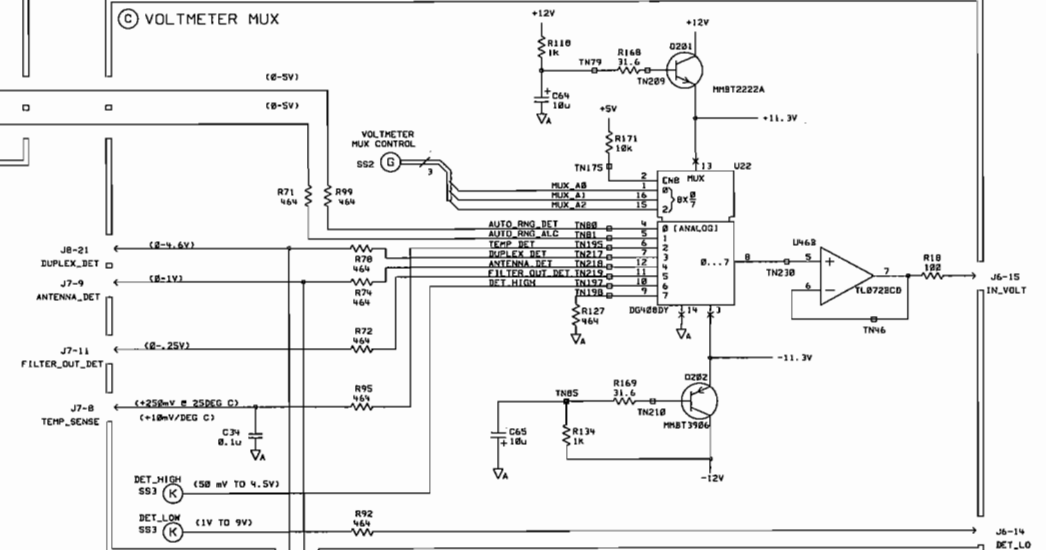 C VOLTMETER MUX
+12V
+12V
R110
1k
R168
31.6
Q201
TN79
TN209
MMBT2222A
C64
10u
A
+5V
+11.3V
R171
10k
VOLTMETER
MUX CONTROL
SS2 G
3
TN175
13
U22
MUX
2 ENB
MUX_A0 1 0
MUX_A1 16
MUX_A2 15 2
8X 0/7
(0-5V)
(0-5V)
R71
464
R99
464
AUTO_RNG_DET TN80 4 0 [ANALOG]
AUTO_RNG_ALC TN81 5 1
TEMP_DET TN195 6 2
DUPLEX_DET TN217 7 3
ANTENNA_DET TN218 12 4
FILTER_OUT_DET TN219 11 5
DET.HIGH TN197 10 6
TN198 9 7
0...7
8
TN230
U46B
5
6
7
TL072BCD
TN46
R18
100
J6-15
IN_VOLT
DG408DY
14
3
A
R127
464
A
J8-21
DUPLEX_DET
(0-4.6V)
R70
464
J7-9
ANTENNA_DET
(0-1V)
R74
464
J7-11
FILTER_OUT_DET
(0-.25V)
R72
464
J7-8
TEMP_SENSE
(+250mV @ 25DEG C)
(+10mV/DEG C)
R95
464
C34
0.1u
A
-11.3V
Q202
R169
31.6
TN85
TN210
MMBT3906
C65
10u
A
R134
1K
-12V
DET_HIGH
SS3 K
(50 mV TO 4.5V)
DET_LOW
SS3 K
(1V TO 9V)
R92
464
J6-14
DET_LO